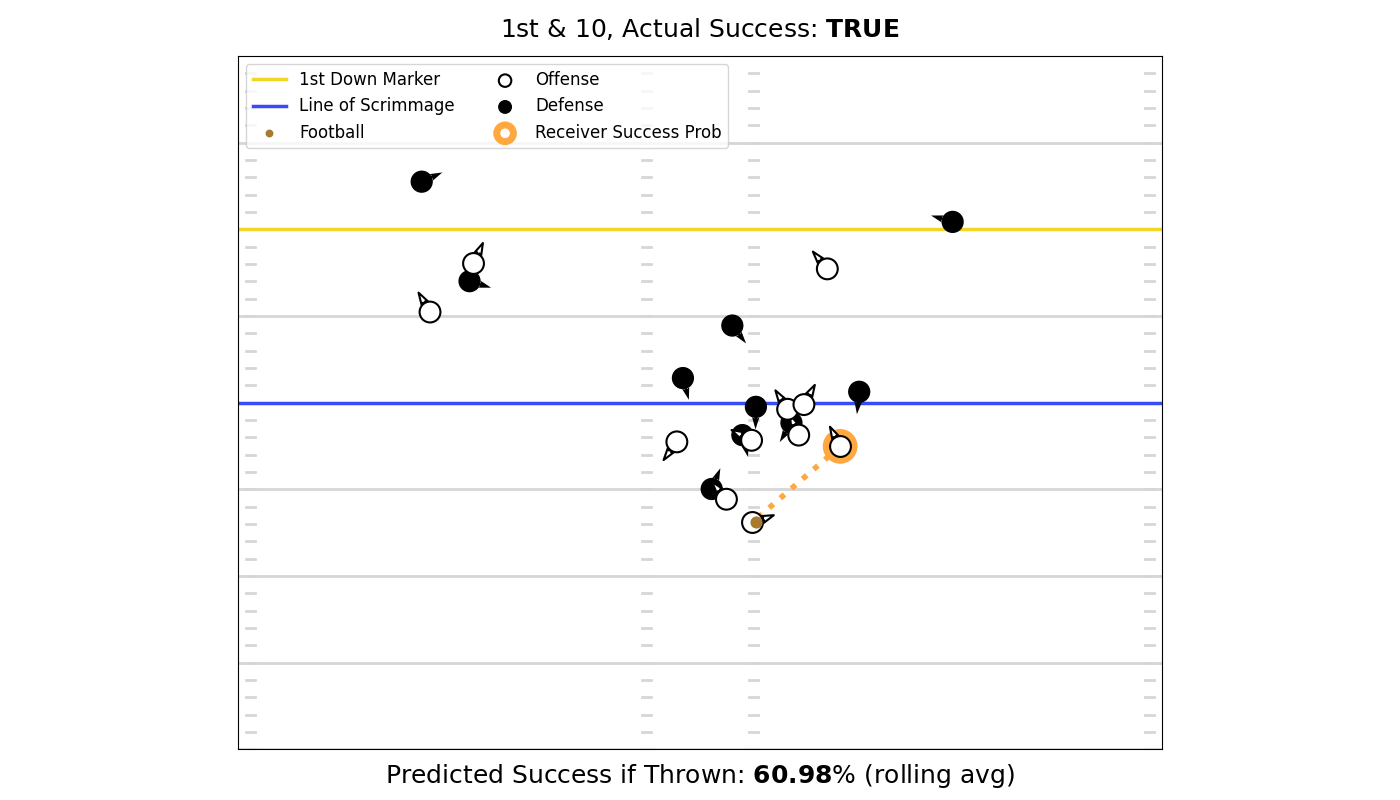 1st & 10, Actual Success: TRUE
1st Down Marker
Line of Scrimmage
Football
Offense
Defense
Receiver Success Prob
Predicted Success if Thrown: 60.98% (rolling avg)